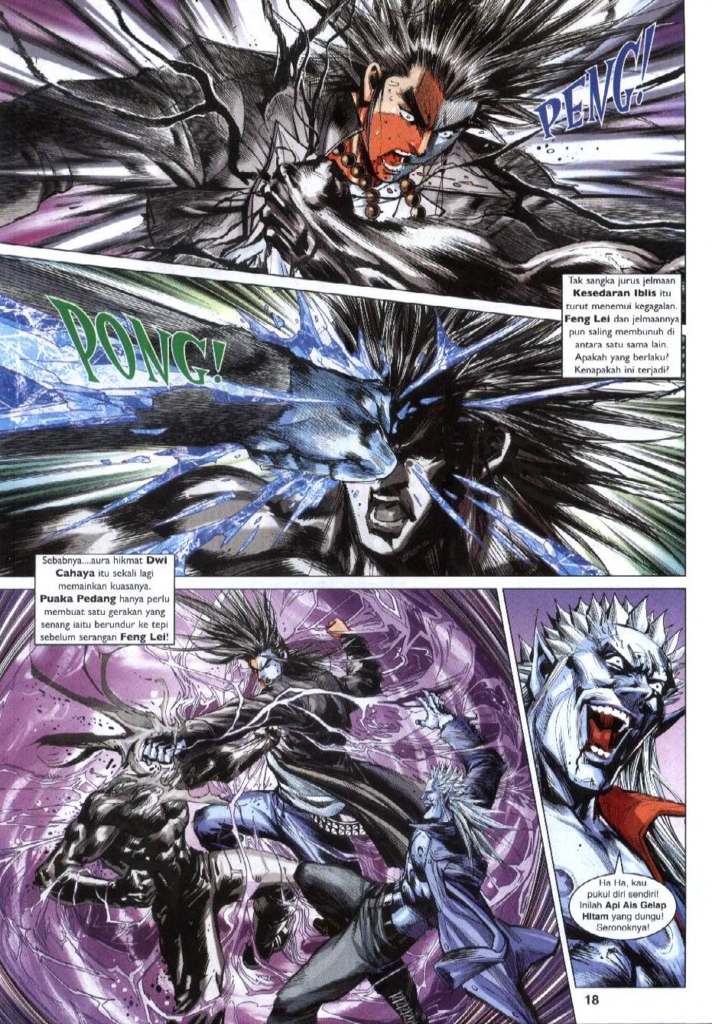 PENG!
Tak sangka jurus jelmaan
Kesedaran Iblis itu
turut menemui kegagalan.
Feng Lei dan jelmaannya
pun saling membunuh di
antara satu sama lain.
Apakah yang berlaku?
Kenapakah ini terjadi?
PONG!
Sebabnya....aura hikmat Dwi
Cahaya itu sekali lagi
memainkan kuasanya.
Puaka Pedang hanya perlu
membuat satu gerakan yang
senang iaitu berundur ke tepi
sebelum serangan Feng Lei!
Ha Ha, kau
pukul diri sendiri!
Inilah Api Ais Gelap
Hitam yang dungu!
Seronoknya!
18